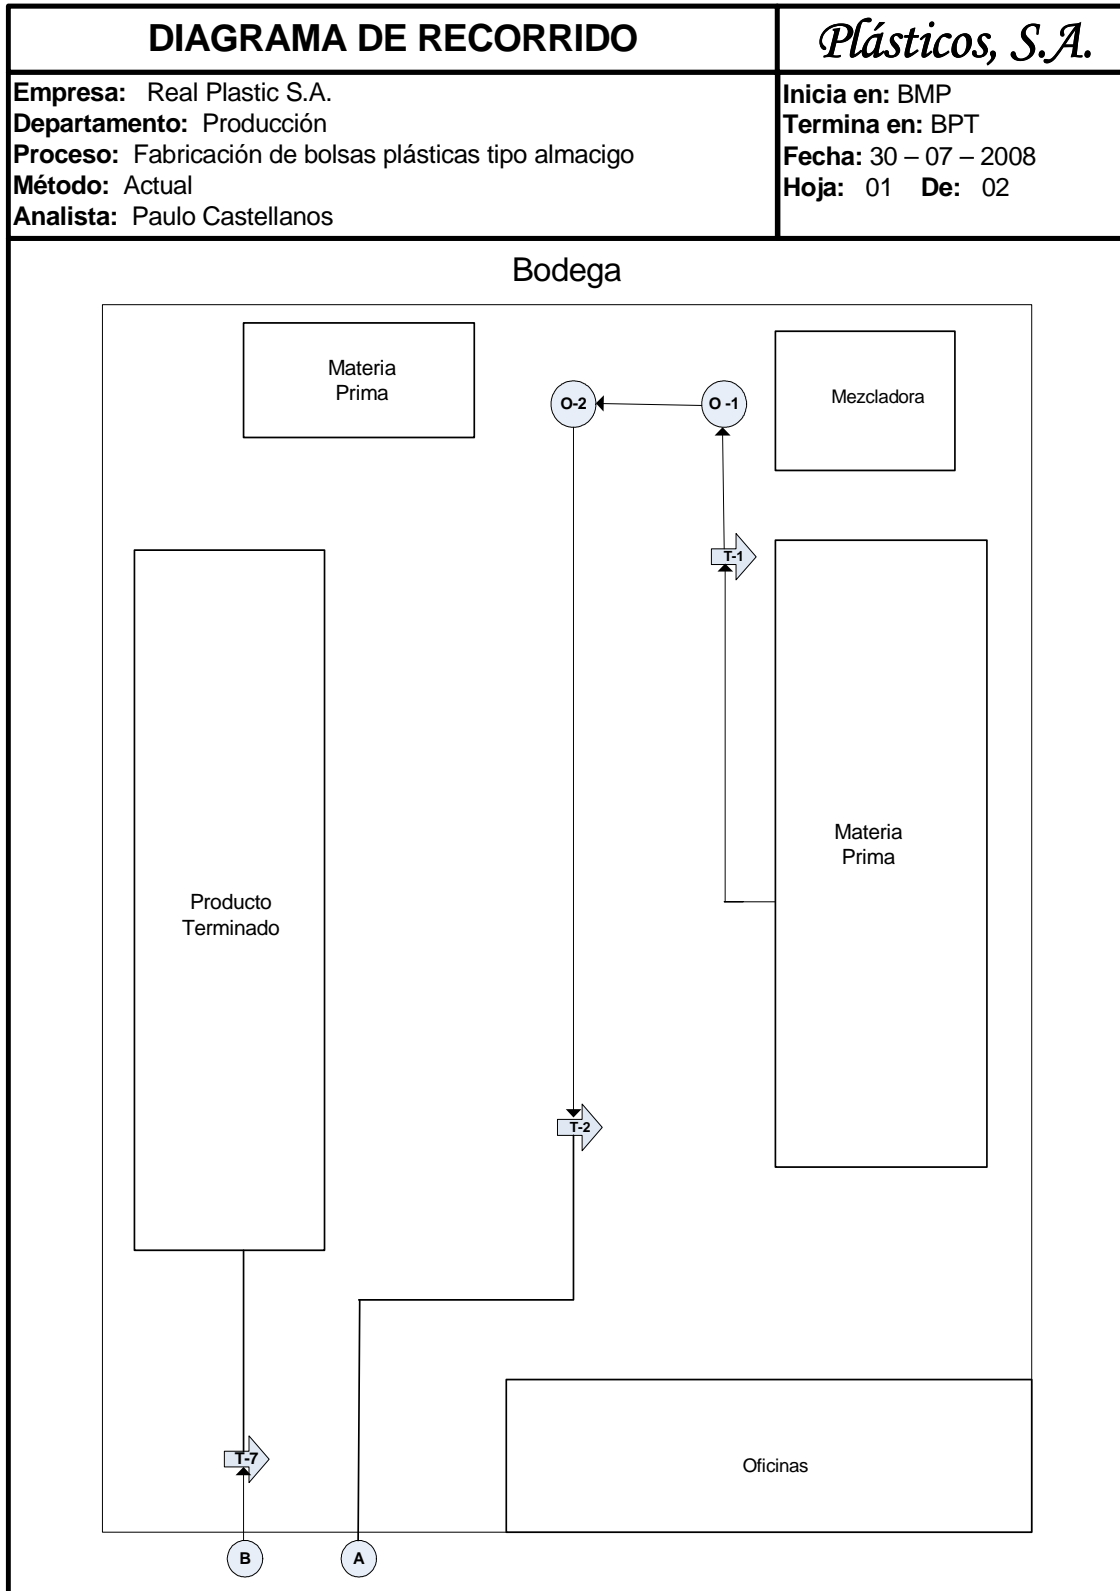 DIAGRAMA DE RECORRIDO
Plásticos, S.A.
Empresa: Real Plastic S.A.
Departamento: Producción
Proceso: Fabricación de bolsas plásticas tipo almacigo
Método: Actual
Analista: Paulo Castellanos
Inicia en: BMP
Termina en: BPT
Fecha: 30 – 07 – 2008
Hoja: 01 De: 02
Bodega
Materia
Prima
O-2
O -1
Mezcladora
T-1
Materia
Prima
Producto
Terminado
T-2
T-7
Oficinas
B
A